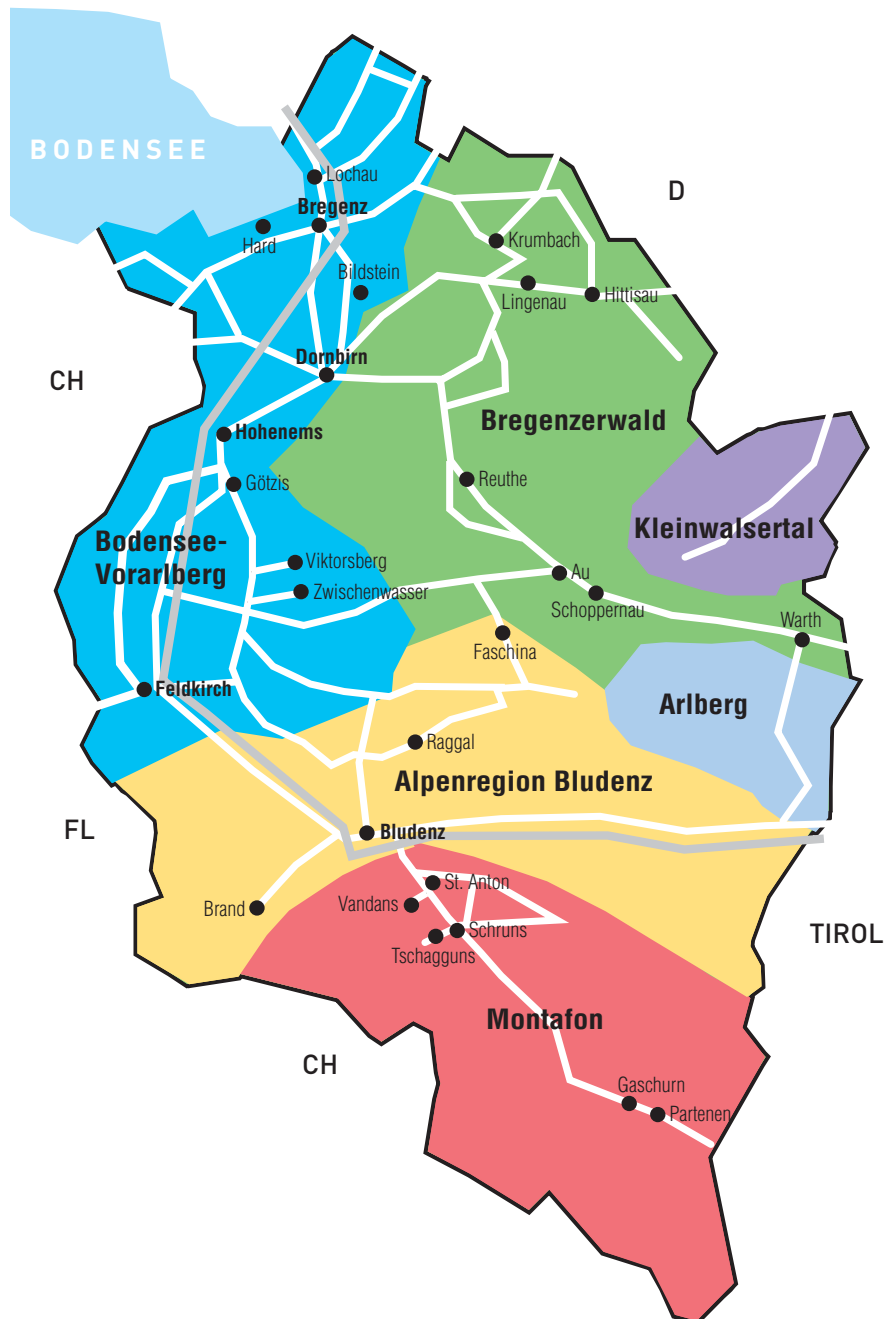 BODENSEE
Lochau
D
Bregenz
Hard
Krumbach
Bildstein
Lingenau
Hittisau
Dornbirn
CH
Hohenems
Bregenzerwald
Götzis
Reuthe
Kleinwalsertal
Bodensee-
Vorarlberg
Viktorsberg
Zwischenwasser
Au
Schoppernau
Warth
Faschina
Feldkirch
Arlberg
Raggal
Alpenregion Bludenz
FL
Bludenz
St. Anton
Brand
Vandans
Schruns
TIROL
Tschagguns
Montafon
CH
Gaschurn
Partenen